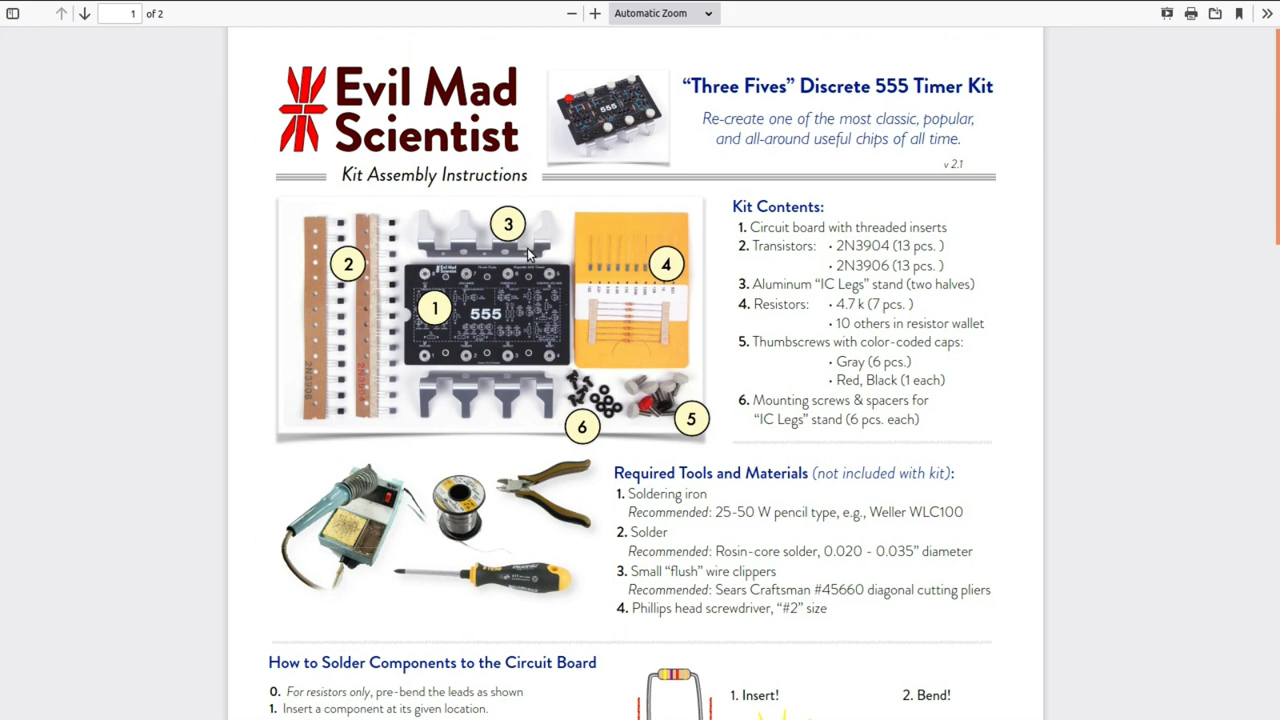 1 of 2
Automatic Zoom
Evil Mad
Scientist
Kit Assembly Instructions
“Three Fives” Discrete 555 Timer Kit
Re-create one of the most classic, popular,
and all-around useful chips of all time.
v 2.1
555
Kit Contents:
1. Circuit board with threaded inserts
2. Transistors: • 2N3904 (13 pcs. )
• 2N3906 (13 pcs. )
3. Aluminum “IC Legs” stand (two halves)
4. Resistors: • 4.7 k (7 pcs. )
• 10 others in resistor wallet
5. Thumbscrews with color-coded caps:
• Gray (6 pcs.)
• Red, Black (1 each)
6. Mounting screws & spacers for
“IC Legs” stand (6 pcs. each)
3
2
4
1
Evil Mad
Scientist
555
2N3906
2N3904
6
5
Required Tools and Materials (not included with kit):
1. Soldering iron
Recommended: 25-50 W pencil type, e.g., Weller WLC100
2. Solder
Recommended: Rosin-core solder, 0.020 - 0.035” diameter
3. Small “flush” wire clippers
Recommended: Sears Craftsman #45660 diagonal cutting pliers
4. Phillips head screwdriver, “#2” size
How to Solder Components to the Circuit Board
0. For resistors only, pre-bend the leads as shown
1. Insert a component at its given location.
1. Insert!
2. Bend!